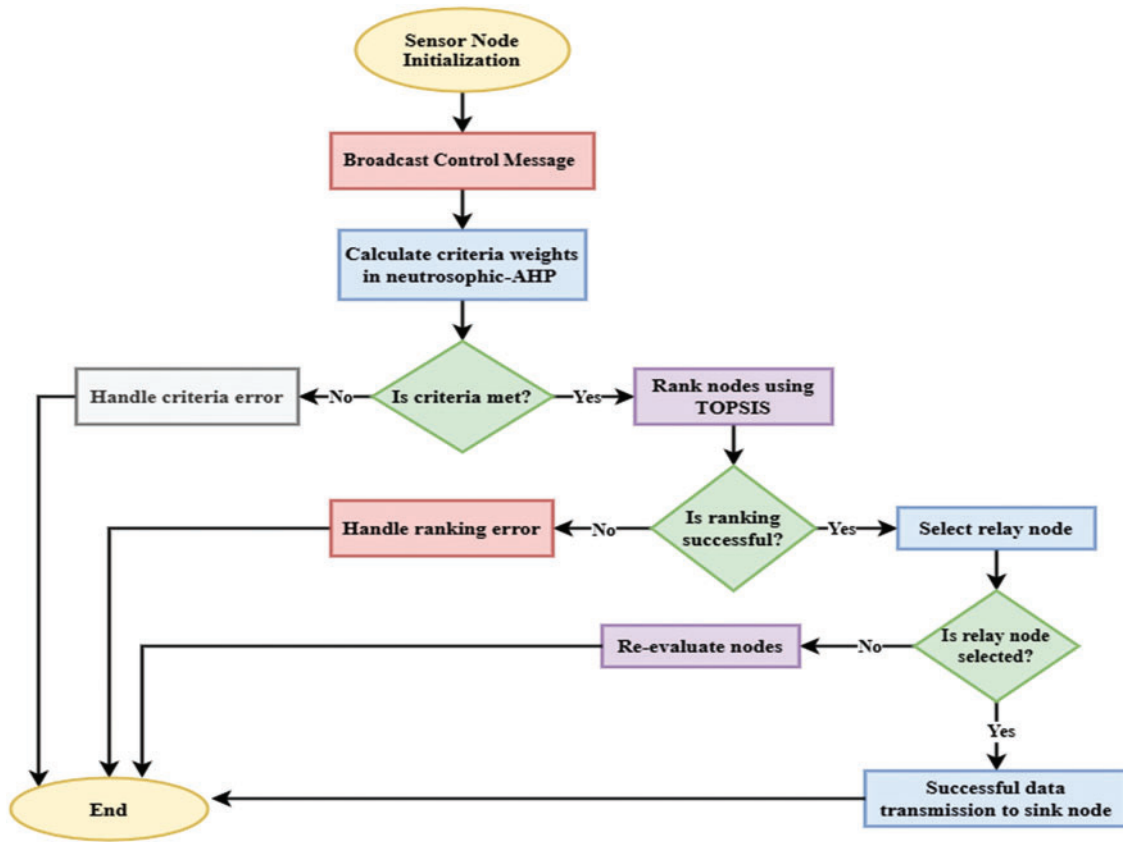 Sensor Node
Initialization
Broadcast Control Message
Calculate criteria weights
in neutrosophic-AHP
Handle criteria error
No
Is criteria met?
Yes
Rank nodes using
TOPSIS
Handle ranking error
No
Is ranking
successful?
Yes
Select relay node
Re-evaluate nodes
No
Is relay node
selected?
Yes
End
Successful data
transmission to sink node